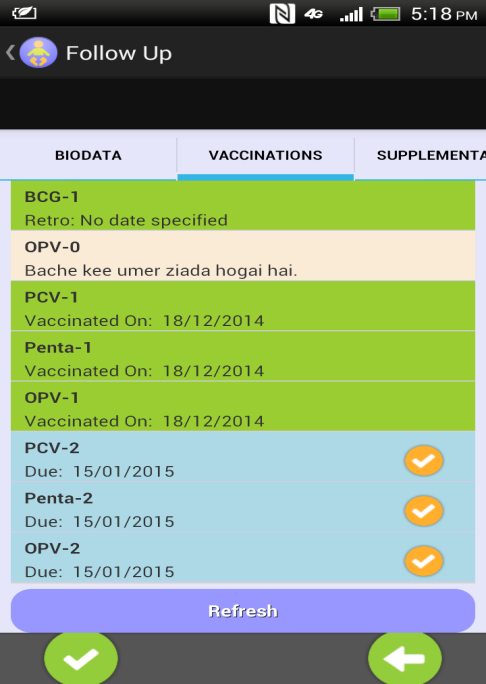 4G 5:18 PM
Follow Up
BIODATA VACCINATIONS SUPPLEMENTA
BCG-1
Retro: No date specified
OPV-0
Bache kee umer ziada hogai hai.
PCV-1
Vaccinated On: 18/12/2014
Penta-1
Vaccinated On: 18/12/2014
OPV-1
Vaccinated On: 18/12/2014
PCV-2
Due: 15/01/2015
Penta-2
Due: 15/01/2015
OPV-2
Due: 15/01/2015
Refresh